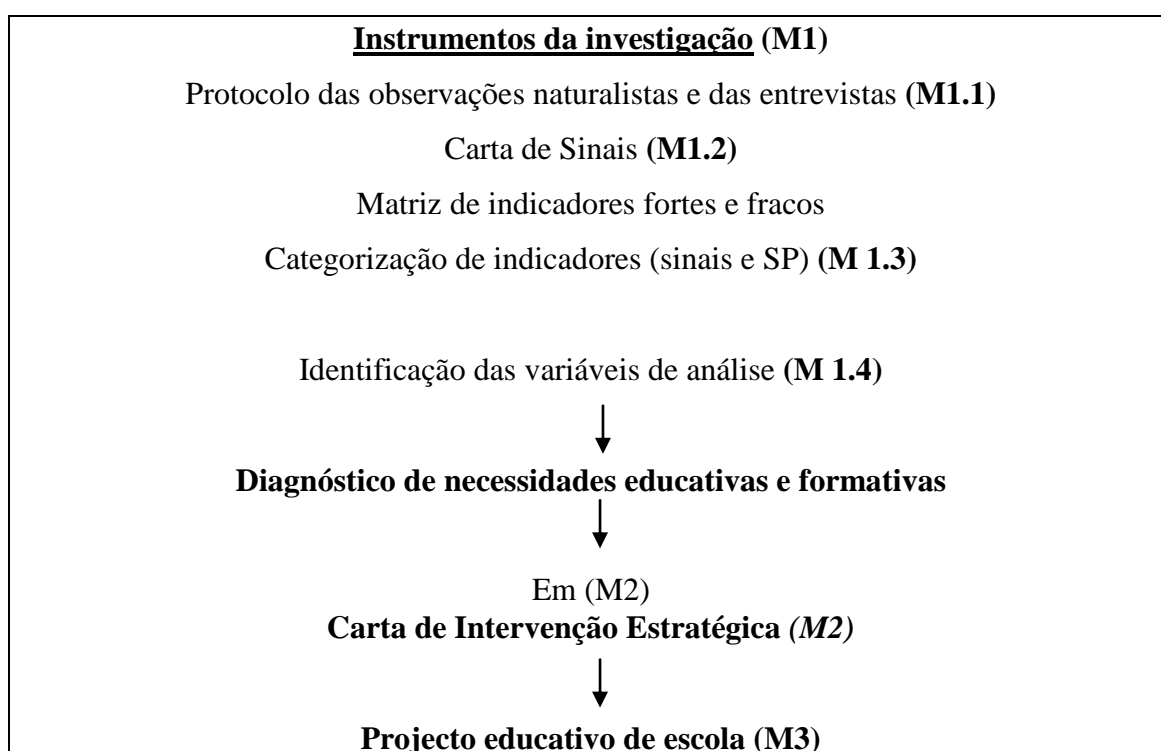 Instrumentos da investigação (M1)
Protocolo das observações naturalistas e das entrevistas (M1.1)
Carta de Sinais (M1.2)
Matriz de indicadores fortes e fracos
Categorização de indicadores (sinais e SP) (M 1.3)
Identificação das variáveis de análise (M 1.4)
Diagnóstico de necessidades educativas e formativas
Em (M2)
Carta de Intervenção Estratégica (M2)
Projecto educativo de escola (M3)